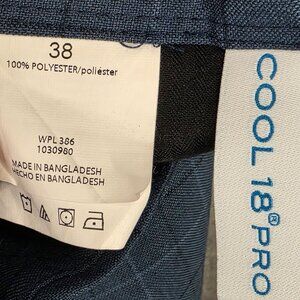 38
100% POLYESTER/poliéster
WPL 386
1030980
MADE IN BANGLADESH
HECHO EN BANGLADESH
COOL 18® PRO